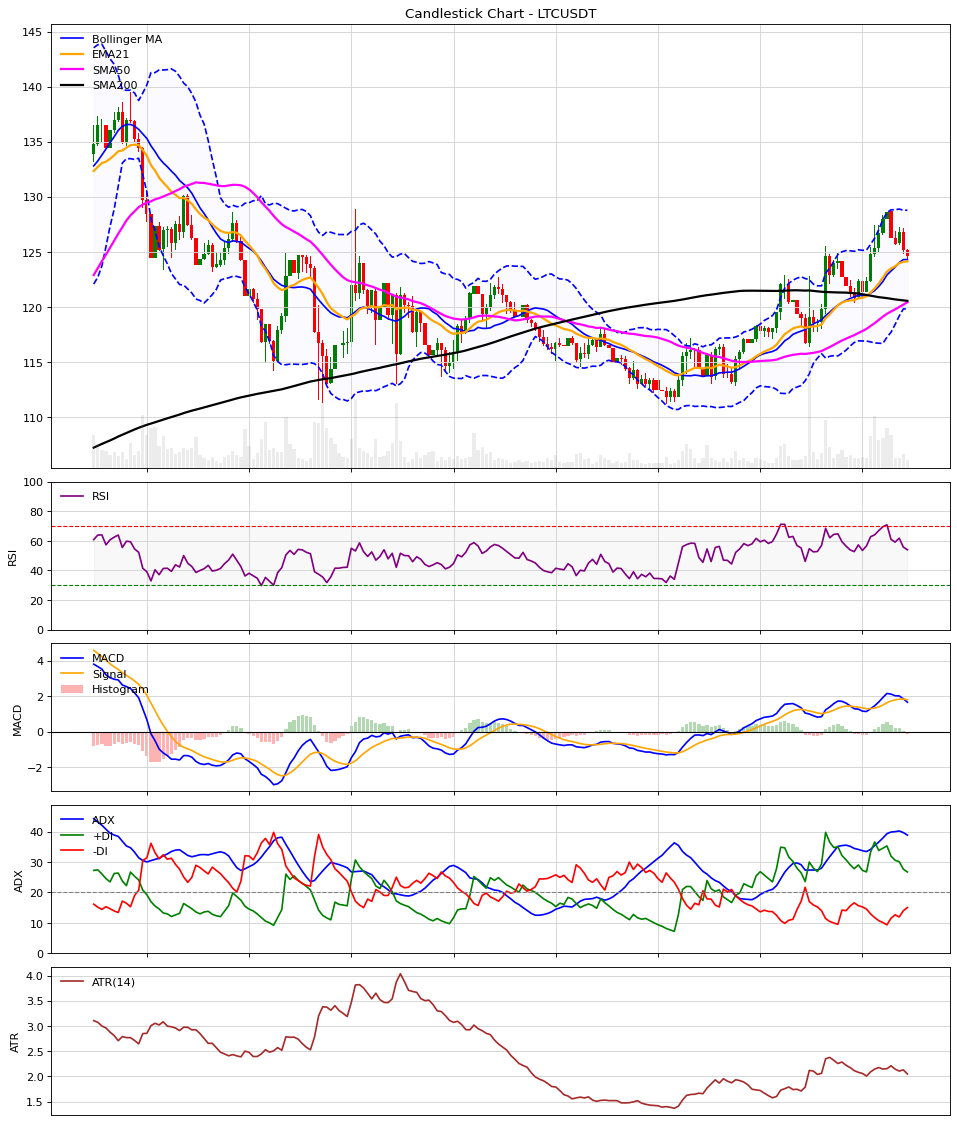 Candlestick Chart - LTCUSDT
145
140
135
130
125
120
115
110
Bollinger MA
EMA21
SMA50
SMA200
100
80
60
40
20
0
RSI
RSI
4
2
0
−2
MACD
MACD
Signal
Histogram
40
30
20
10
0
ADX
ADX
+DI
-DI
4.0
3.5
3.0
2.5
2.0
1.5
ATR
ATR(14)